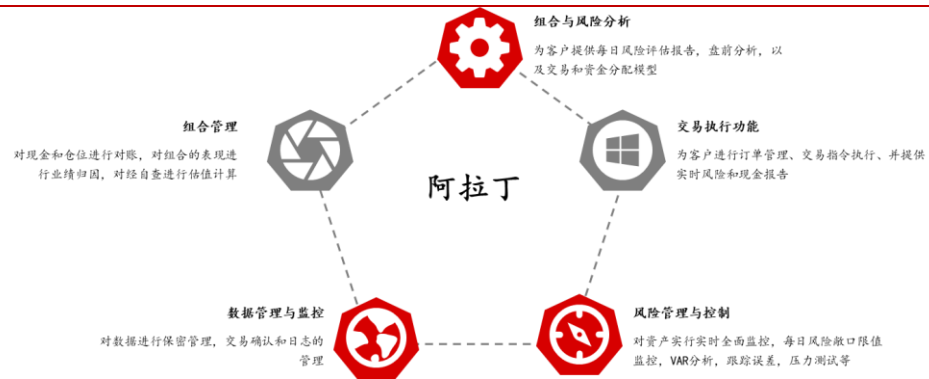 组合与风险分析
为客户提供每日风险评估报告，盘前分析，以
及交易和资金分配模型
组合管理
对现金和仓位进行对账，对组合的表现进
行业绩归因，对经自查进行估值计算
交易执行功能
为客户进行订单管理、交易指令执行、并提供
实时风险和现金报告
阿拉丁
数据管理与监控
对数据进行保密管理，交易确认和日志的
管理
风险管理与控制
对资产实行实时全面监控，每日风险敞口限值
监控，VAR分析，跟踪误差，压力测试等